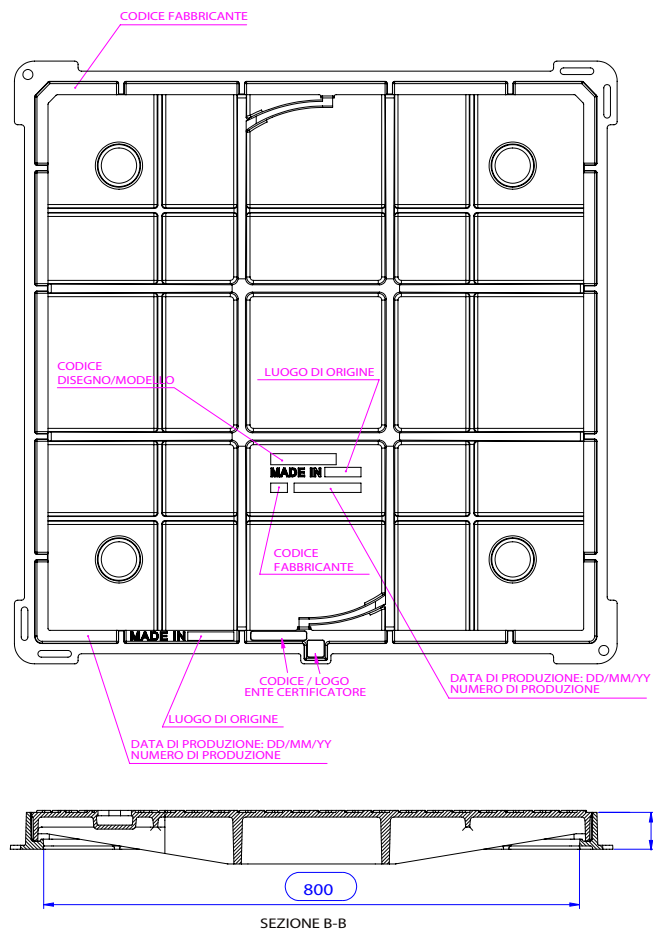 CODICE FABBRICANTE
CODICE
DISEGNO/MODELLO
LUOGO DI ORIGINE
MADE IN
CODICE
FABBRICANTE
MADE IN
CODICE / LOGO
ENTE CERTIFICATORE
DATA DI PRODUZIONE: DD/MM/YY
NUMERO DI PRODUZIONE
LUOGO DI ORIGINE
DATA DI PRODUZIONE: DD/MM/YY
NUMERO DI PRODUZIONE
800
SEZIONE B-B